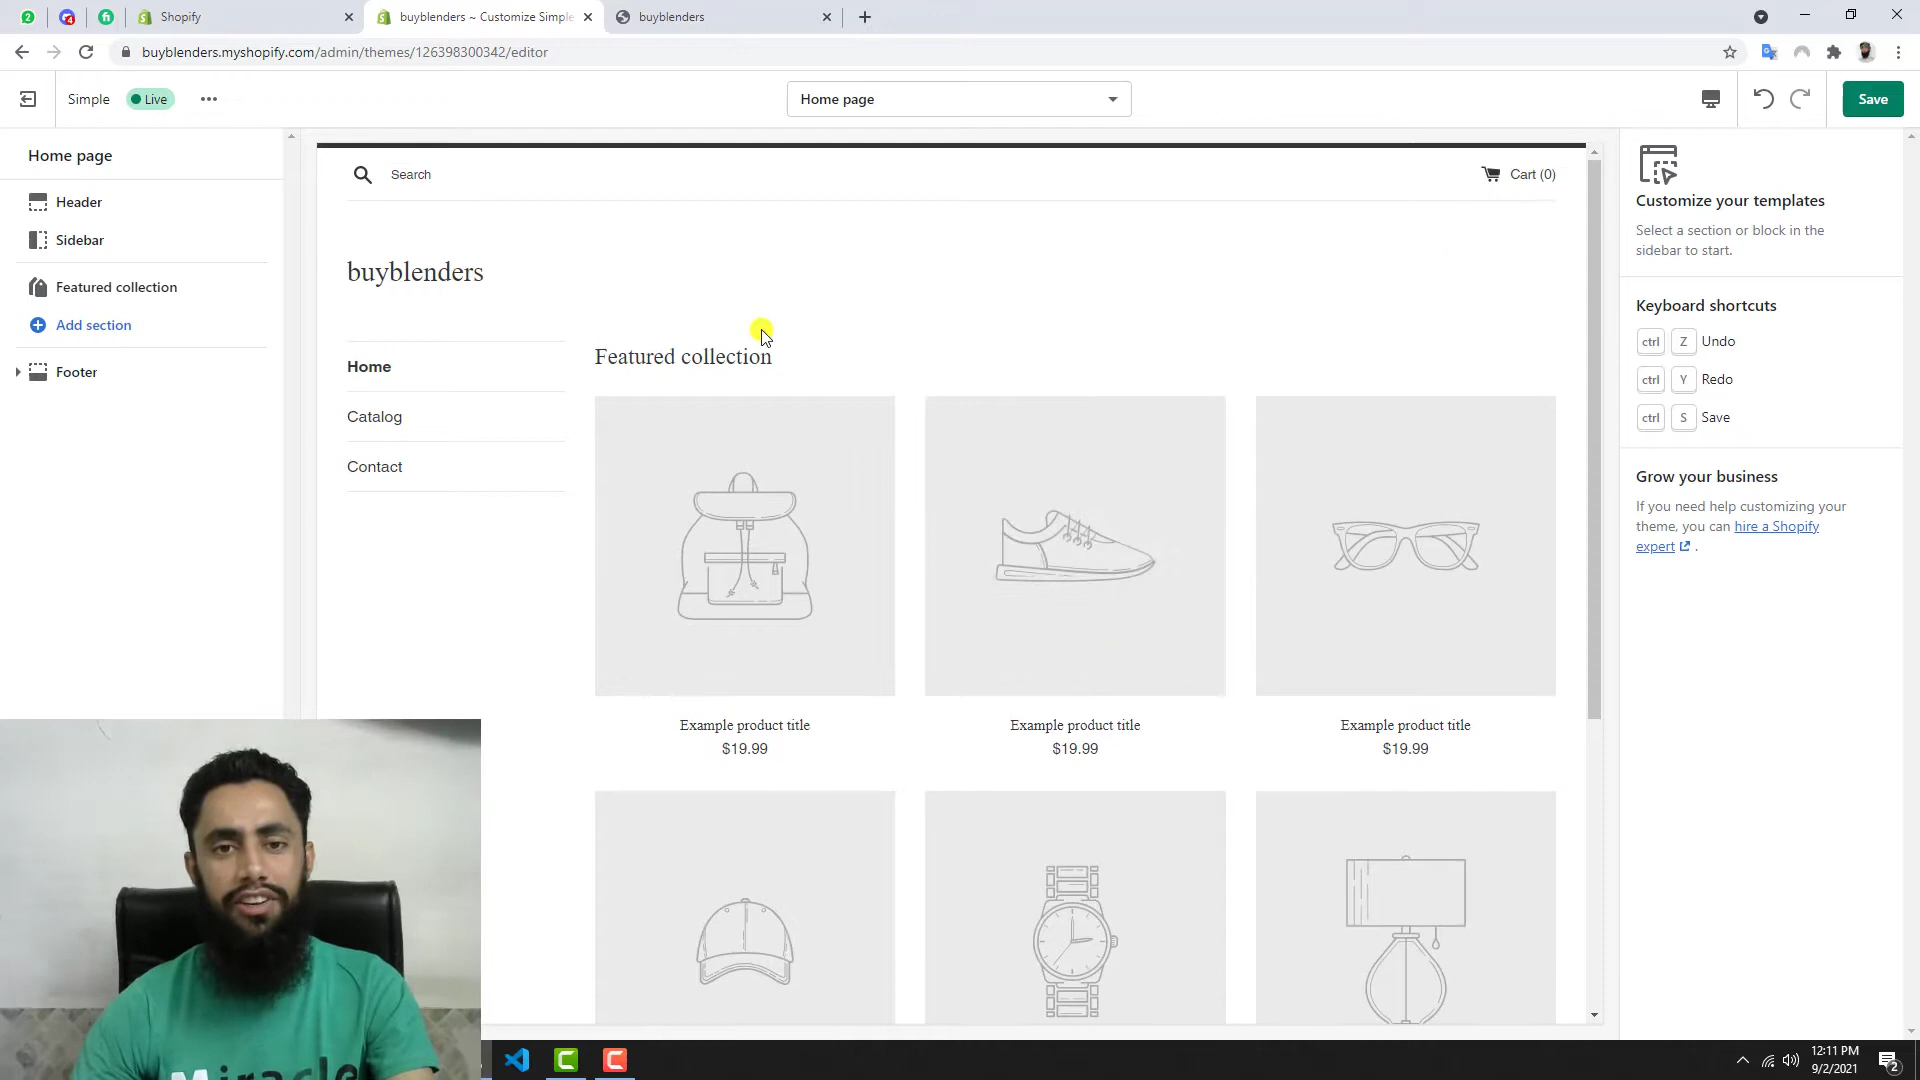 Shopify
buyblenders ~ Customize Simple
buyblenders
buyblenders.myshopify.com/admin/themes/126398300342/editor
Simple
Live
Home page
Save
Home page
Header
Sidebar
Featured collection
Add section
Footer
Search
Cart (0)
buyblenders
Home
Catalog
Contact
Featured collection
Example product title
$19.99
Example product title
$19.99
Example product title
$19.99
Customize your templates
Select a section or block in the
sidebar to start.
Keyboard shortcuts
ctrl Z Undo
ctrl Y Redo
ctrl S Save
Grow your business
If you need help customizing your
theme, you can hire a Shopify
expert .
Miracle
12:11 PM
9/2/2021
2